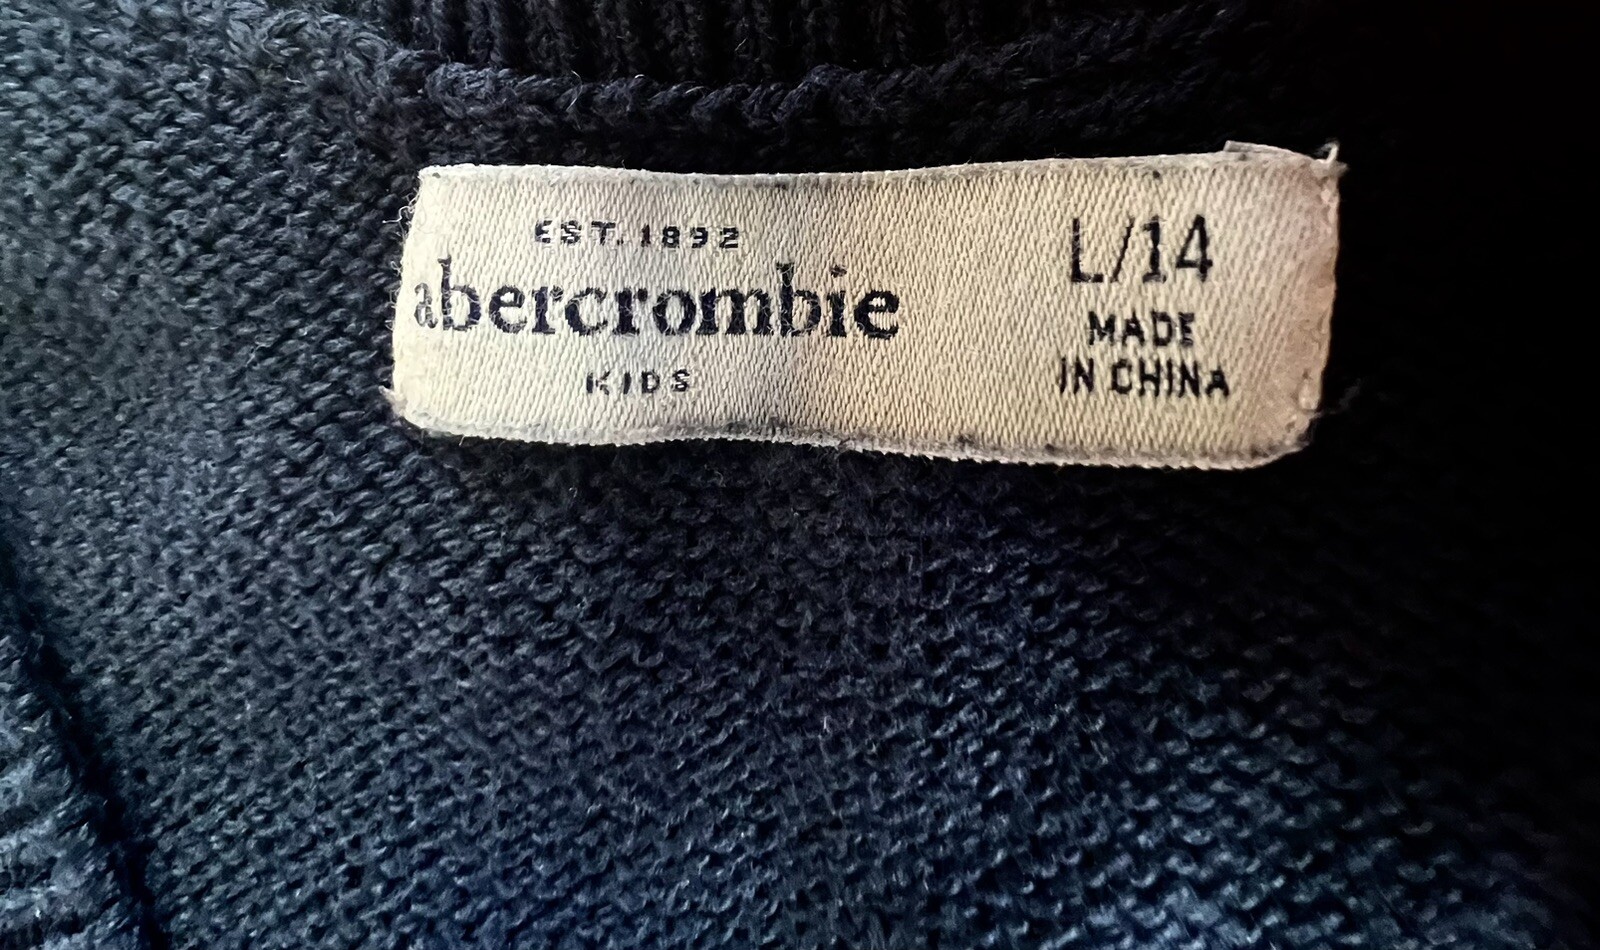 EST. 1892
abercrombie
KIDS
L/14
MADE
IN CHINA